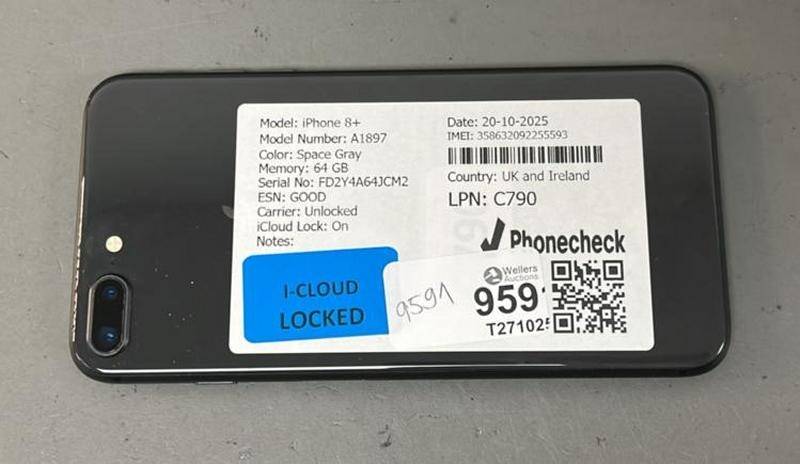 Model: iPhone 8+
Model Number: A1897
Color: Space Gray
Memory: 64 GB
Serial No: FD2Y4A64JCM2
ESN: GOOD
Carrier: Unlocked
iCloud Lock: On
Notes:
Date: 20-10-2025
IMEI: 358632092255593
Country: UK and Ireland
LPN: C790
Phonecheck
I-CLOUD
LOCKED
9591
Wellers
Auctions
959
T27102